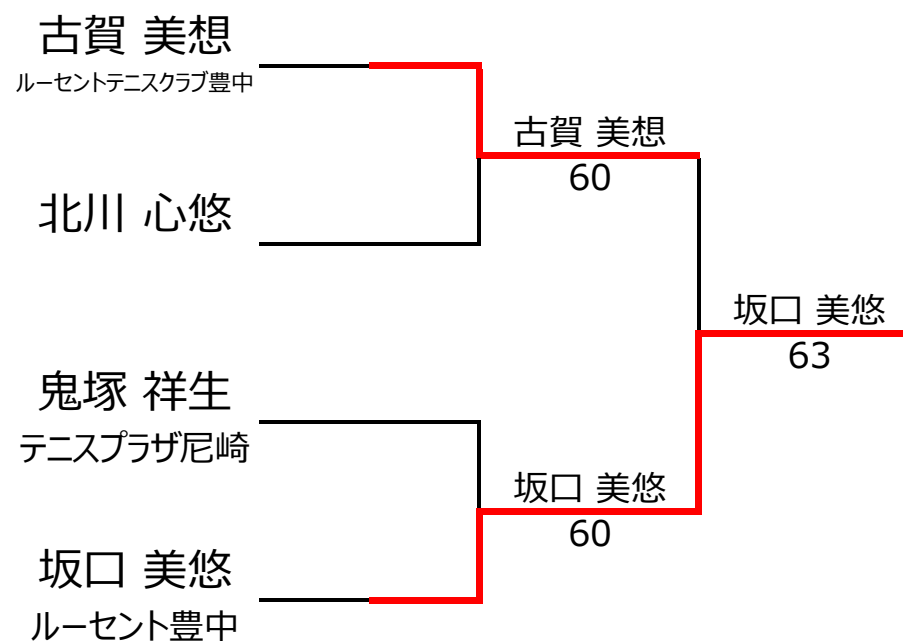 古賀 美想
ルーセントテニスクラブ豊中
古賀 美想
60
北川 心悠
坂口 美悠
63
鬼塚 祥生
テニスプラザ尼崎
坂口 美悠
60
坂口 美悠
ルーセント豊中